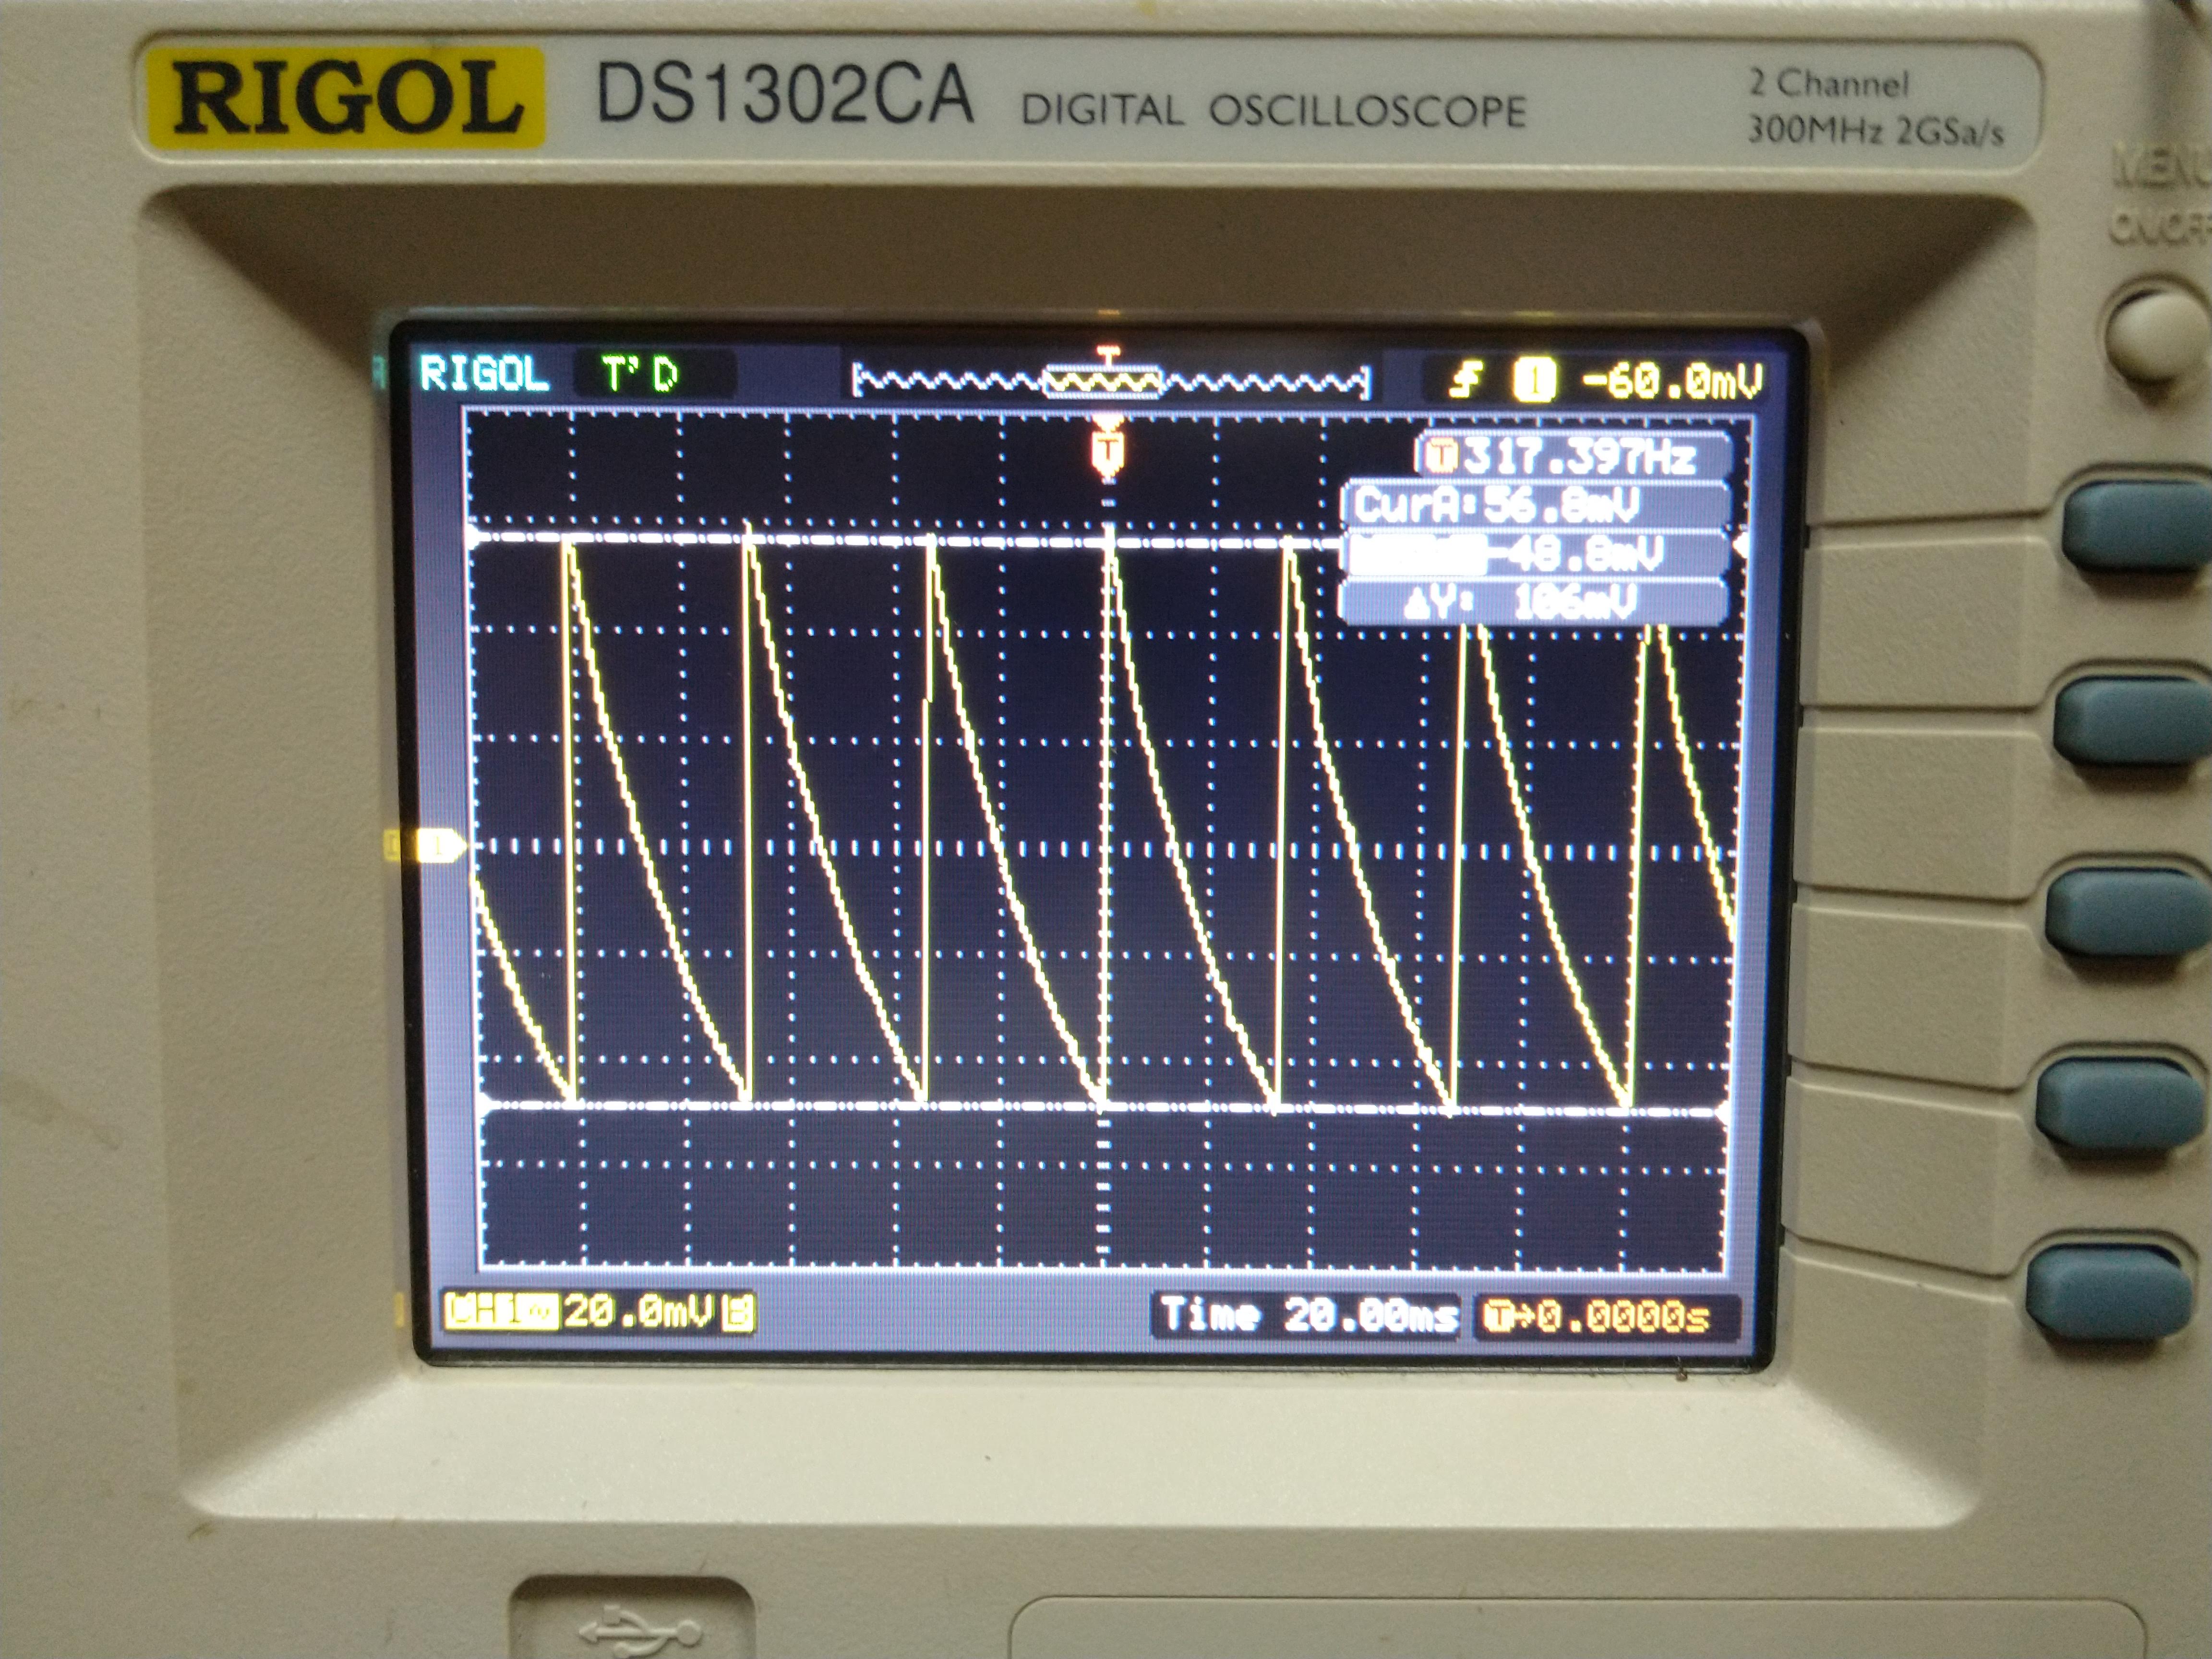 RIGOL DS1302CA DIGITAL OSCILLOSCOPE
2 Channel
300MHz 2GSa/s
MENU
ON/OFF
RIGOL T'D T 1 -60.0mV
T
T 317.397Hz
CurA:56.8mV
-48.8mV
ΔY: 106mV
1
CH1~ 20.0mV B Time 20.00ms T→0.0000s